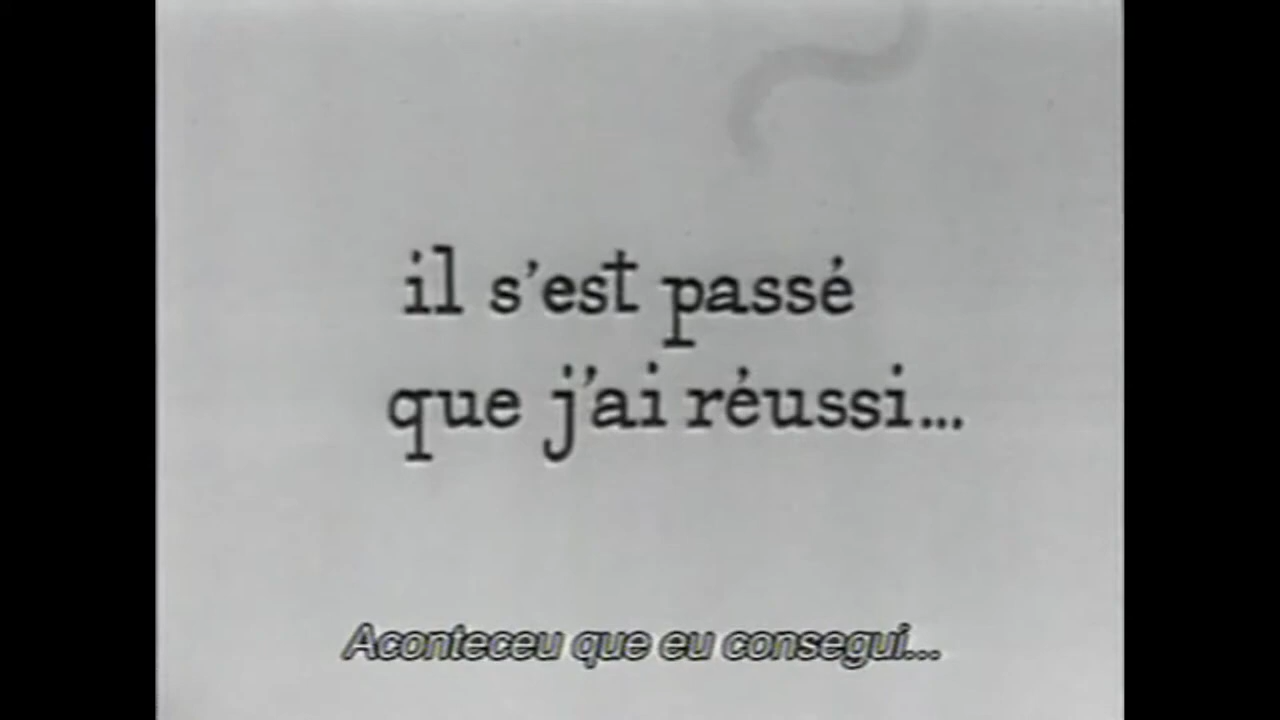 il s'est passé
que j'ai réussi...
Aconteceu que eu consegui...